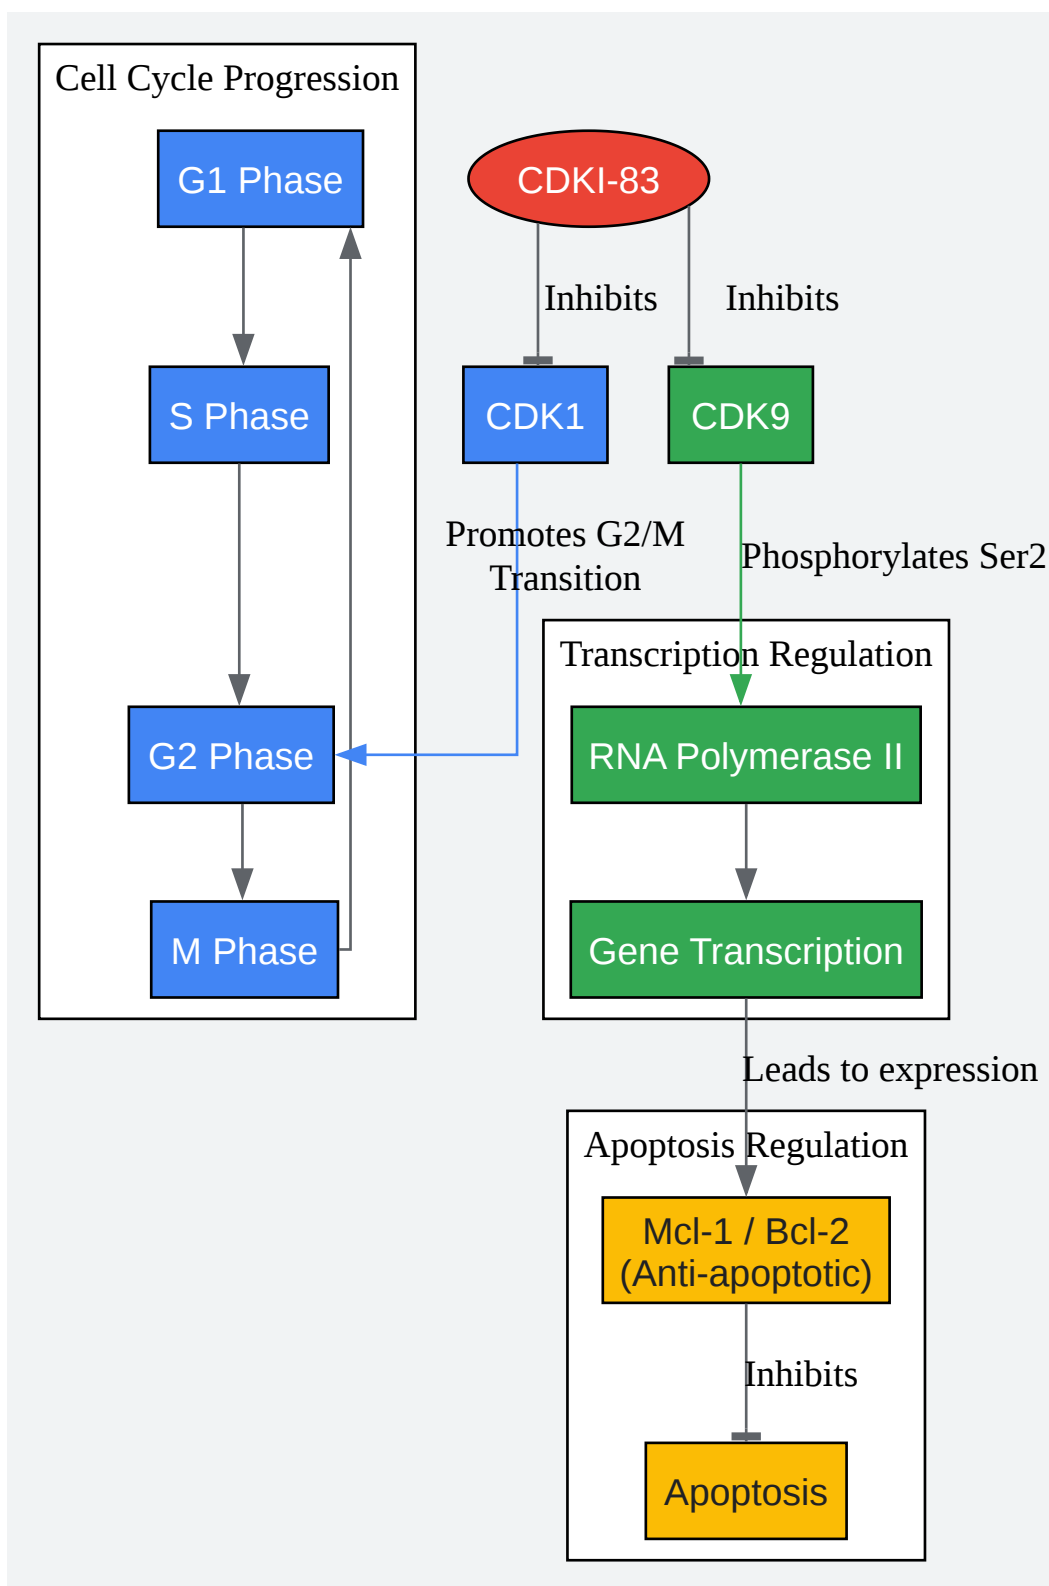 Cell Cycle Progression
G1 Phase
S Phase
G2 Phase
M Phase
CDKI-83
Inhibits
Inhibits
CDK1
CDK9
Promotes G2/M
Transition
Phosphorylates Ser2
Transcription Regulation
RNA Polymerase II
Gene Transcription
Leads to expression
Apoptosis Regulation
Mcl-1 / Bcl-2
(Anti-apoptotic)
Inhibits
Apoptosis